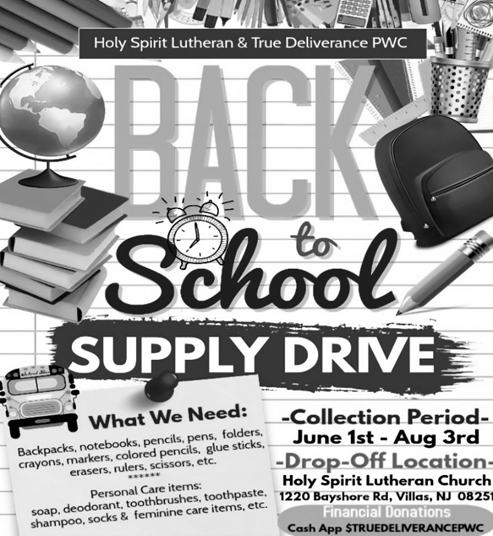 Holy Spirit Lutheran & True Deliverance PWC
BACK
to
School
SUPPLY DRIVE
What We Need:
Backpacks, notebooks, pencils, pens, folders,
crayons, markers, colored pencils, glue sticks,
erasers, rulers, scissors, etc.
******
Personal Care items:
soap, deodorant, toothbrushes, toothpaste,
shampoo, socks & feminine care items, etc.
-Collection Period-
June 1st - Aug 3rd
-Drop-Off Location-
Holy Spirit Lutheran Church
1220 Bayshore Rd, Villas, NJ 08251
Financial Donations
Cash App $TRUEDELIVERANCEPWC